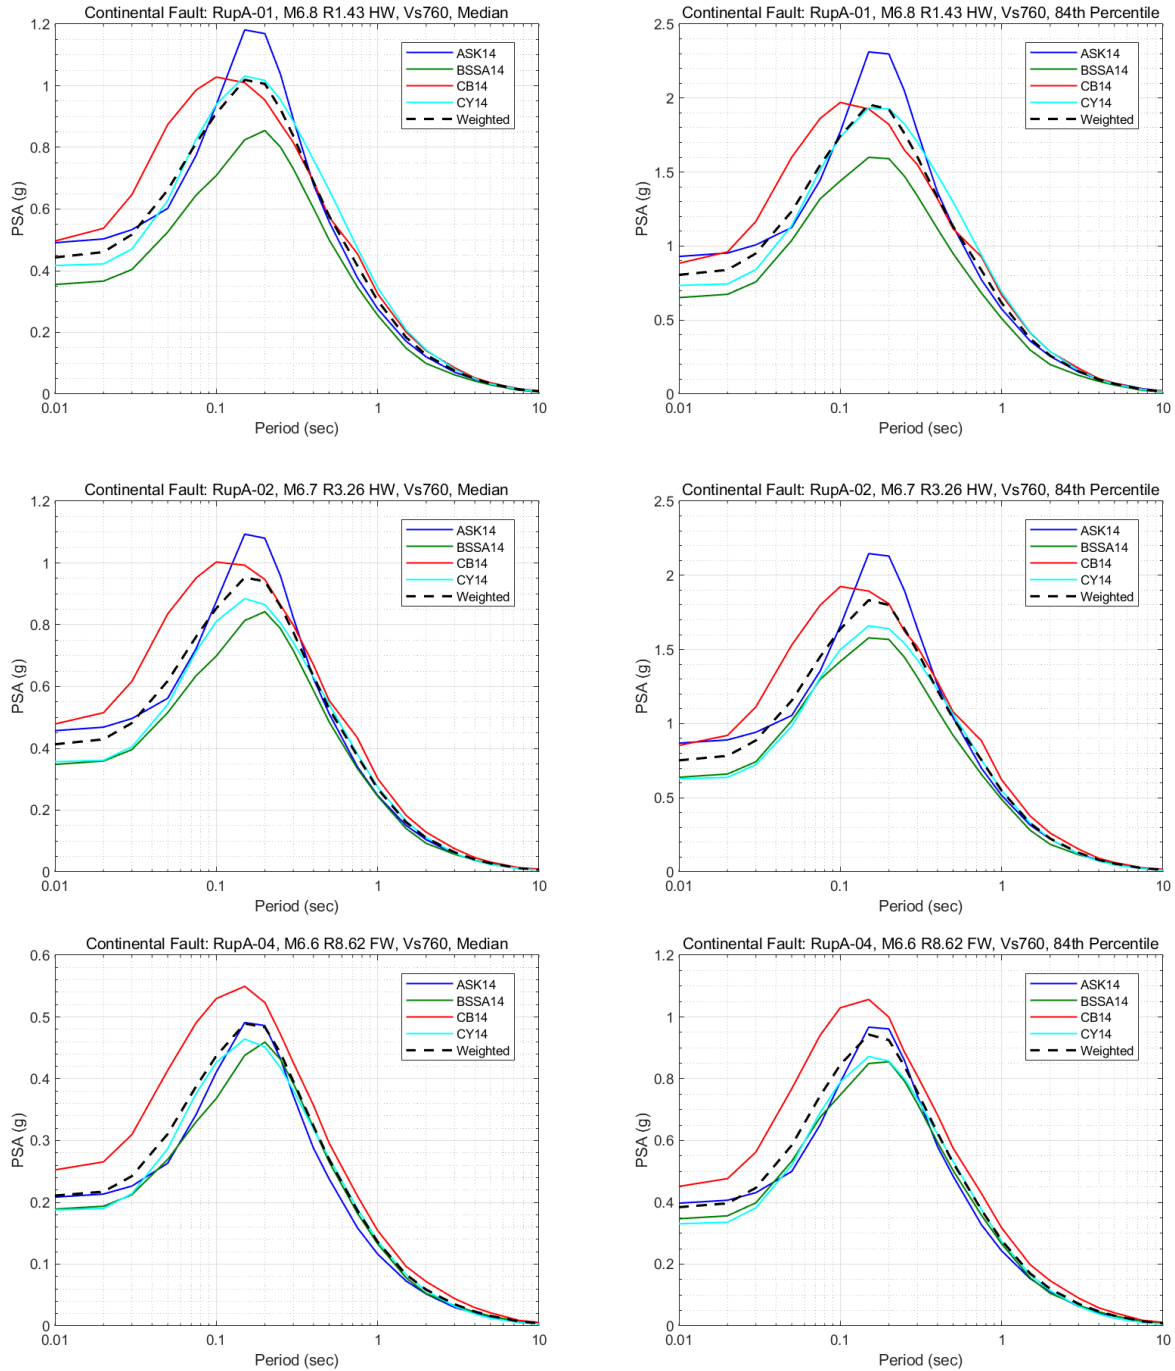 Continental Fault: RupA-01, M6.8 R1.43 HW, Vs760, Median
1.2
1
0.8
0.6
0.4
0.2
0
PSA (g)
ASK14
BSSA14
CB14
CY14
Weighted
0.01
0.1
1
10
Period (sec)
Continental Fault: RupA-01, M6.8 R1.43 HW, Vs760, 84th Percentile
2.5
2
1.5
1
0.5
0
PSA (g)
ASK14
BSSA14
CB14
CY14
Weighted
0.01
0.1
1
10
Period (sec)
Continental Fault: RupA-02, M6.7 R3.26 HW, Vs760, Median
1.2
1
0.8
0.6
0.4
0.2
0
PSA (g)
ASK14
BSSA14
CB14
CY14
Weighted
0.01
0.1
1
10
Period (sec)
Continental Fault: RupA-02, M6.7 R3.26 HW, Vs760, 84th Percentile
2.5
2
1.5
1
0.5
0
PSA (g)
ASK14
BSSA14
CB14
CY14
Weighted
0.01
0.1
1
10
Period (sec)
Continental Fault: RupA-04, M6.6 R8.62 FW, Vs760, Median
0.6
0.5
0.4
0.3
0.2
0.1
0
PSA (g)
ASK14
BSSA14
CB14
CY14
Weighted
0.01
0.1
1
10
Period (sec)
Continental Fault: RupA-04, M6.6 R8.62 FW, Vs760, 84th Percentile
1.2
1
0.8
0.6
0.4
0.2
0
PSA (g)
ASK14
BSSA14
CB14
CY14
Weighted
0.01
0.1
1
10
Period (sec)